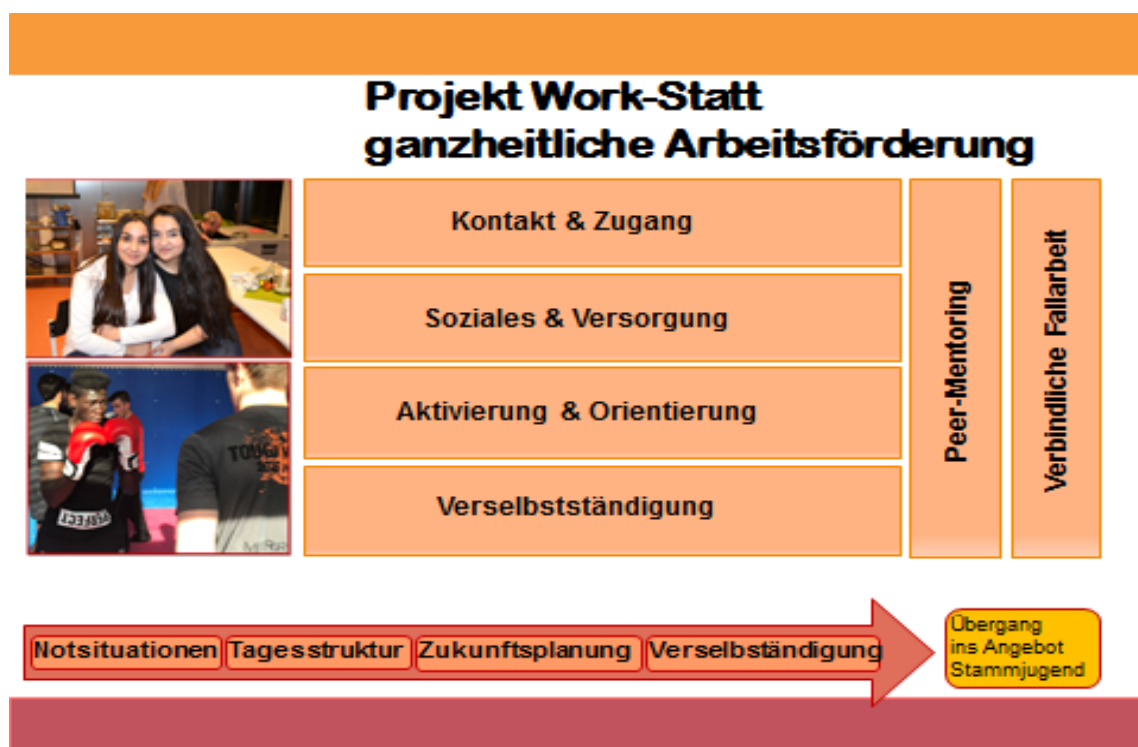 Projekt Work-Statt
ganzheitliche Arbeitsförderung
Kontakt & Zugang
Soziales & Versorgung
Aktivierung & Orientierung
Verselbstständigung
Peer-Mentoring
Verbindliche Fallarbeit
PERFECT
Notsituationen
Tagesstruktur
Zukunftsplanung
Verselbständigung
Übergang
ins Angebot
Stammjugend